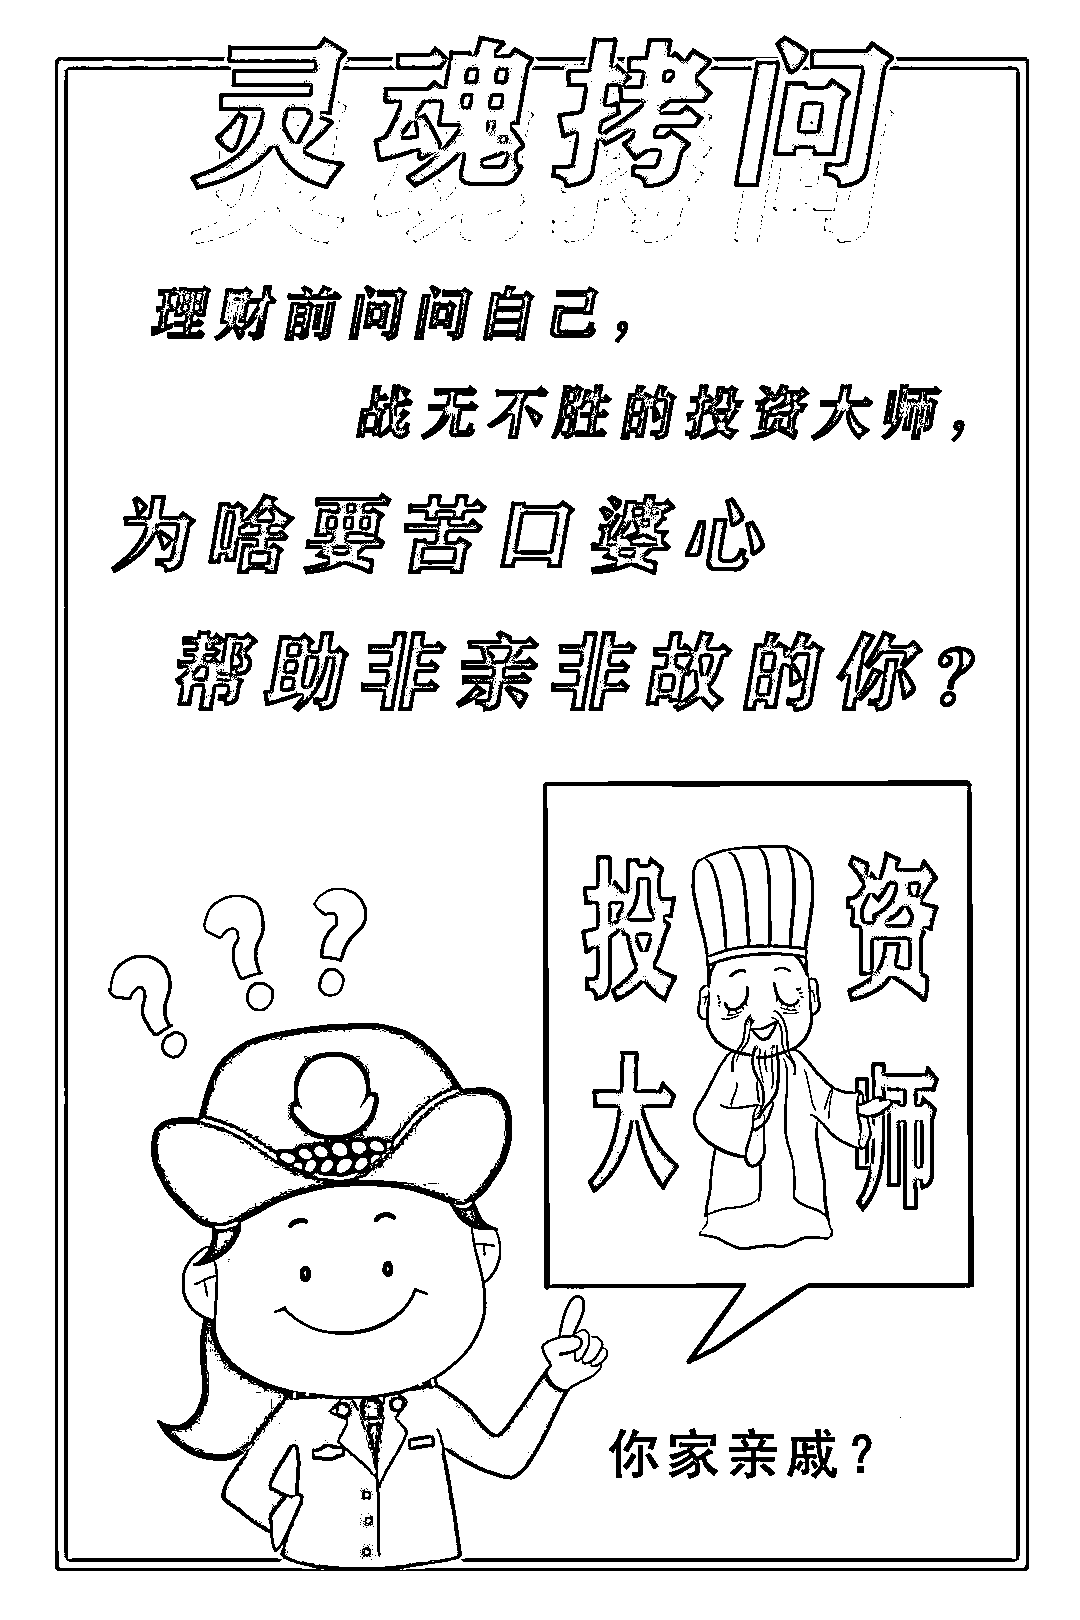 灵魂拷问
理财前问问自己，
战无不胜的投资大师，
为啥要苦口婆心
帮助非亲非故的你？
投资
大师
你家亲戚？